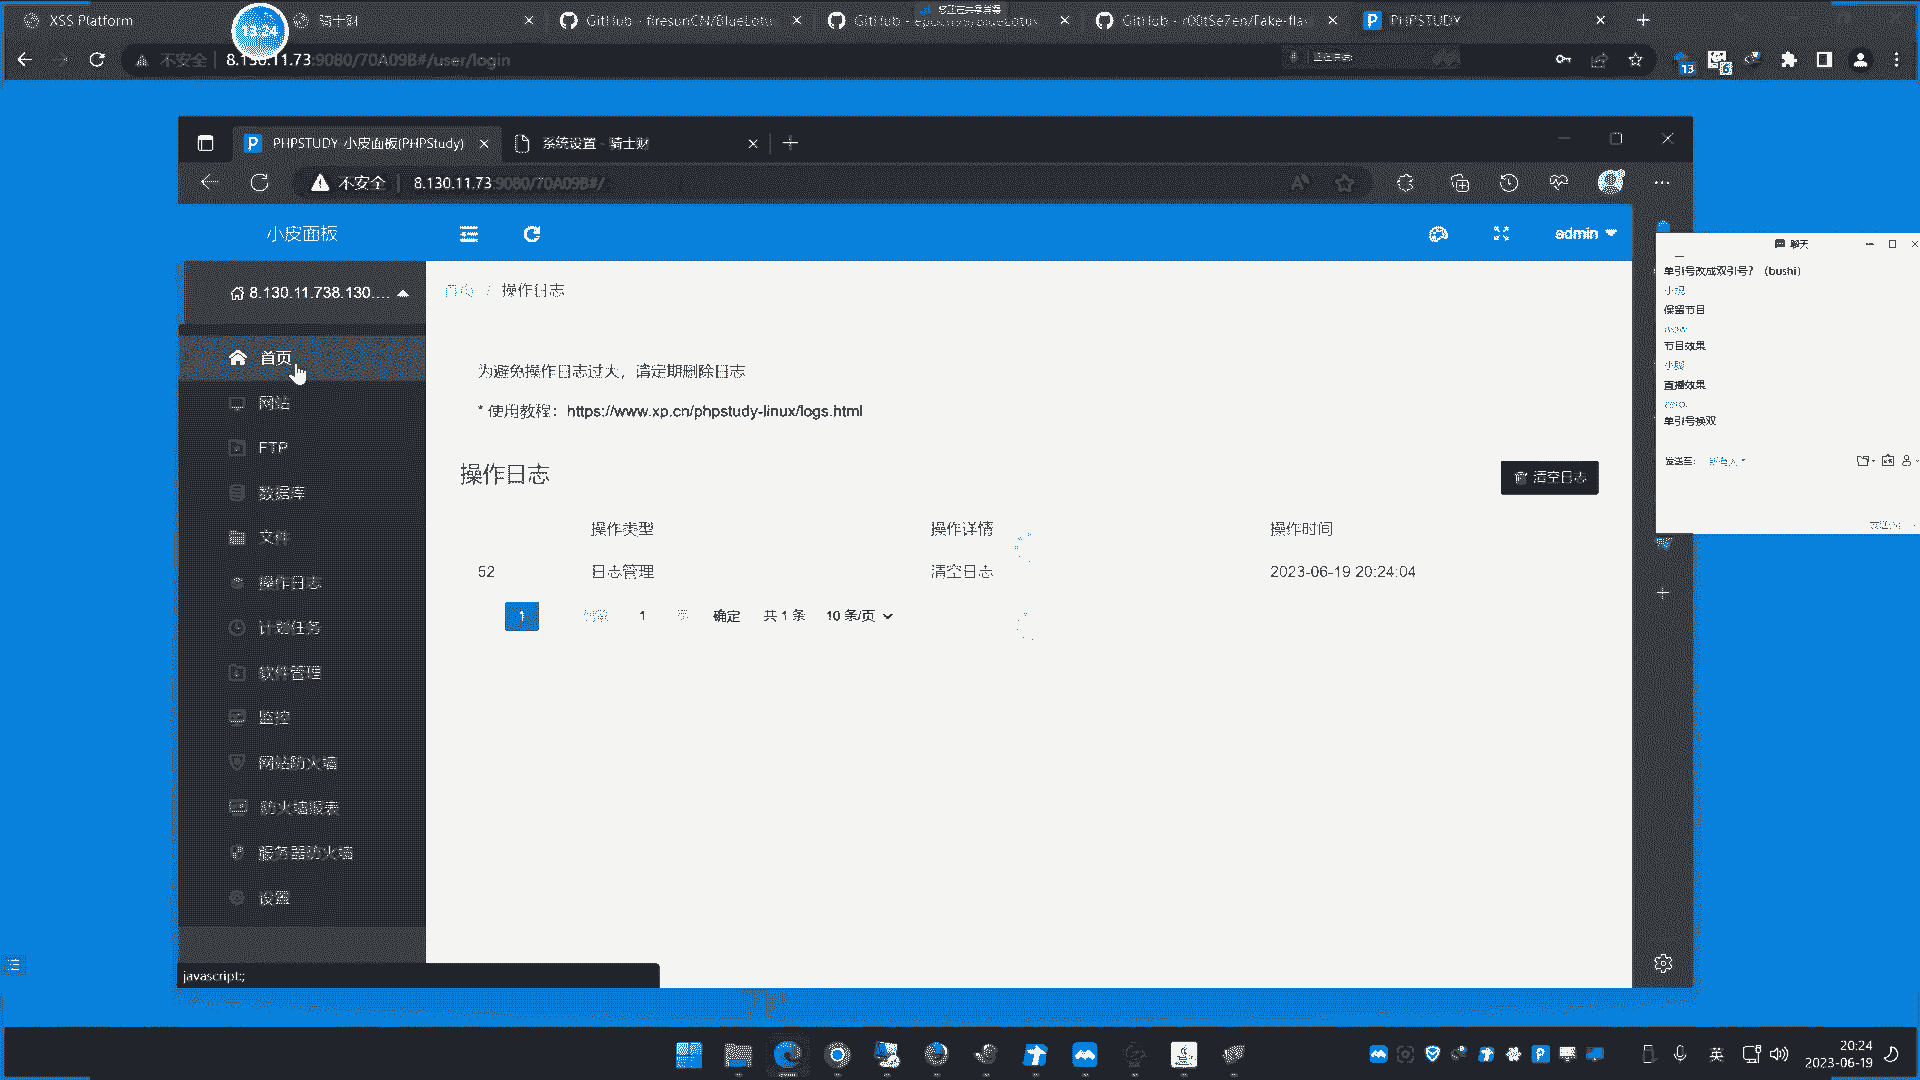 XSS Platform
骑士财
GitHub - firesunCN/BlueLotus
GitHub - epoch99/BlueLotus
GitHub - r00tSe7en/Fake-flas
PHPSTUDY
13:24
不安全
8.130.11.73:9080/70A09B#/user/login
13
6
PHPSTUDY-小皮面板(PHPStudy)
系统设置 - 骑士财
不安全
8.130.11.73:9080/70A09B#/
小皮面板
admin
8.130.11.738.130....
首页 / 操作日志
首页
网站
FTP
数据库
文件
操作日志
计划任务
软件管理
监控
网站防火墙
防火墙报表
服务器防火墙
设置
为避免操作日志过大，请定期删除日志
* 使用教程：https://www.xp.cn/phpstudy-linux/logs.html
操作日志
清空日志
操作类型 操作详情 操作时间
52 日志管理 清空日志 2023-06-19 20:24:04
1 1 页 确定 共 1 条 10 条/页
聊天
单引号改成双引号？（bushi）
保留节目
节目效果
直播效果
单引号换双
发送至：
javascript:;
英
20:24
2023-06-19